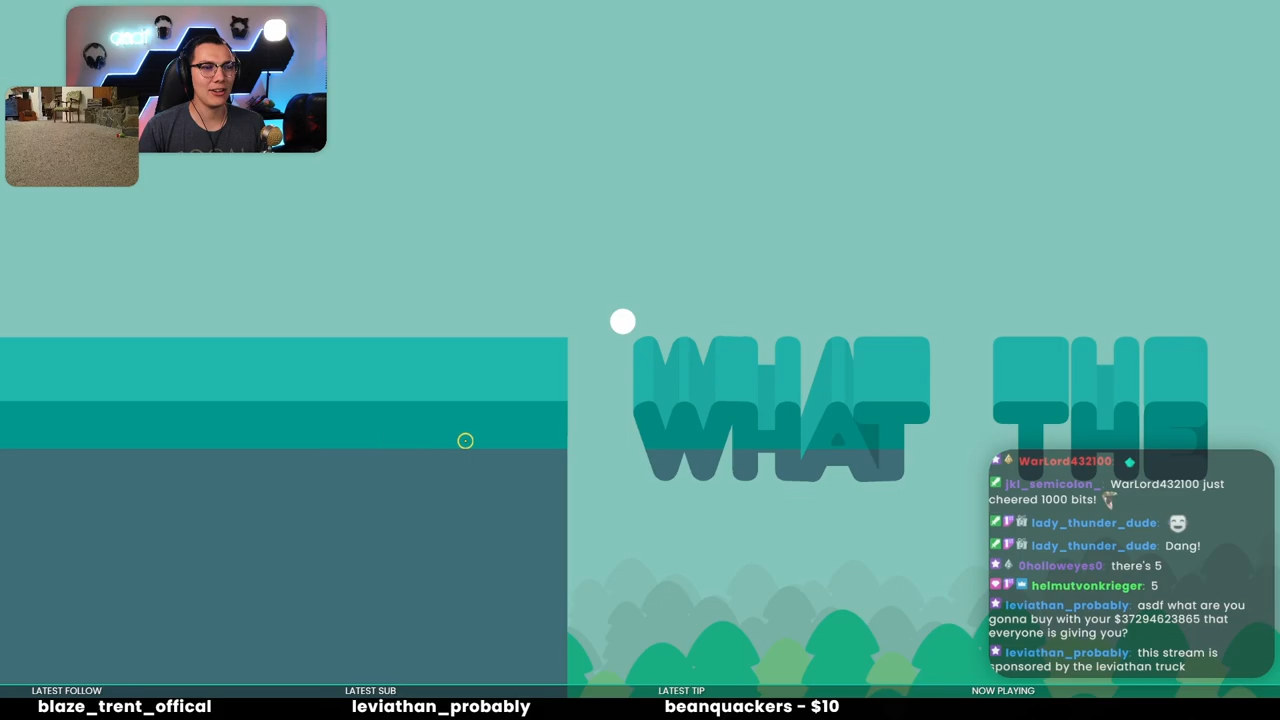 WHAT THE
WarLord432100:
jkl_semicolon_: WarLord432100 just
cheered 1000 bits!
lady_thunder_dude:
lady_thunder_dude: Dang!
0holloweyes0: there's 5
helmutvonkrieger: 5
leviathan_probably: asdf what are you
gonna buy with your $37294623865 that
everyone is giving you?
leviathan_probably: this stream is
sponsored by the leviathan truck
LATEST FOLLOW
blaze_trent_offical
LATEST SUB
leviathan_probably
LATEST TIP
beanquackers - $10
NOW PLAYING